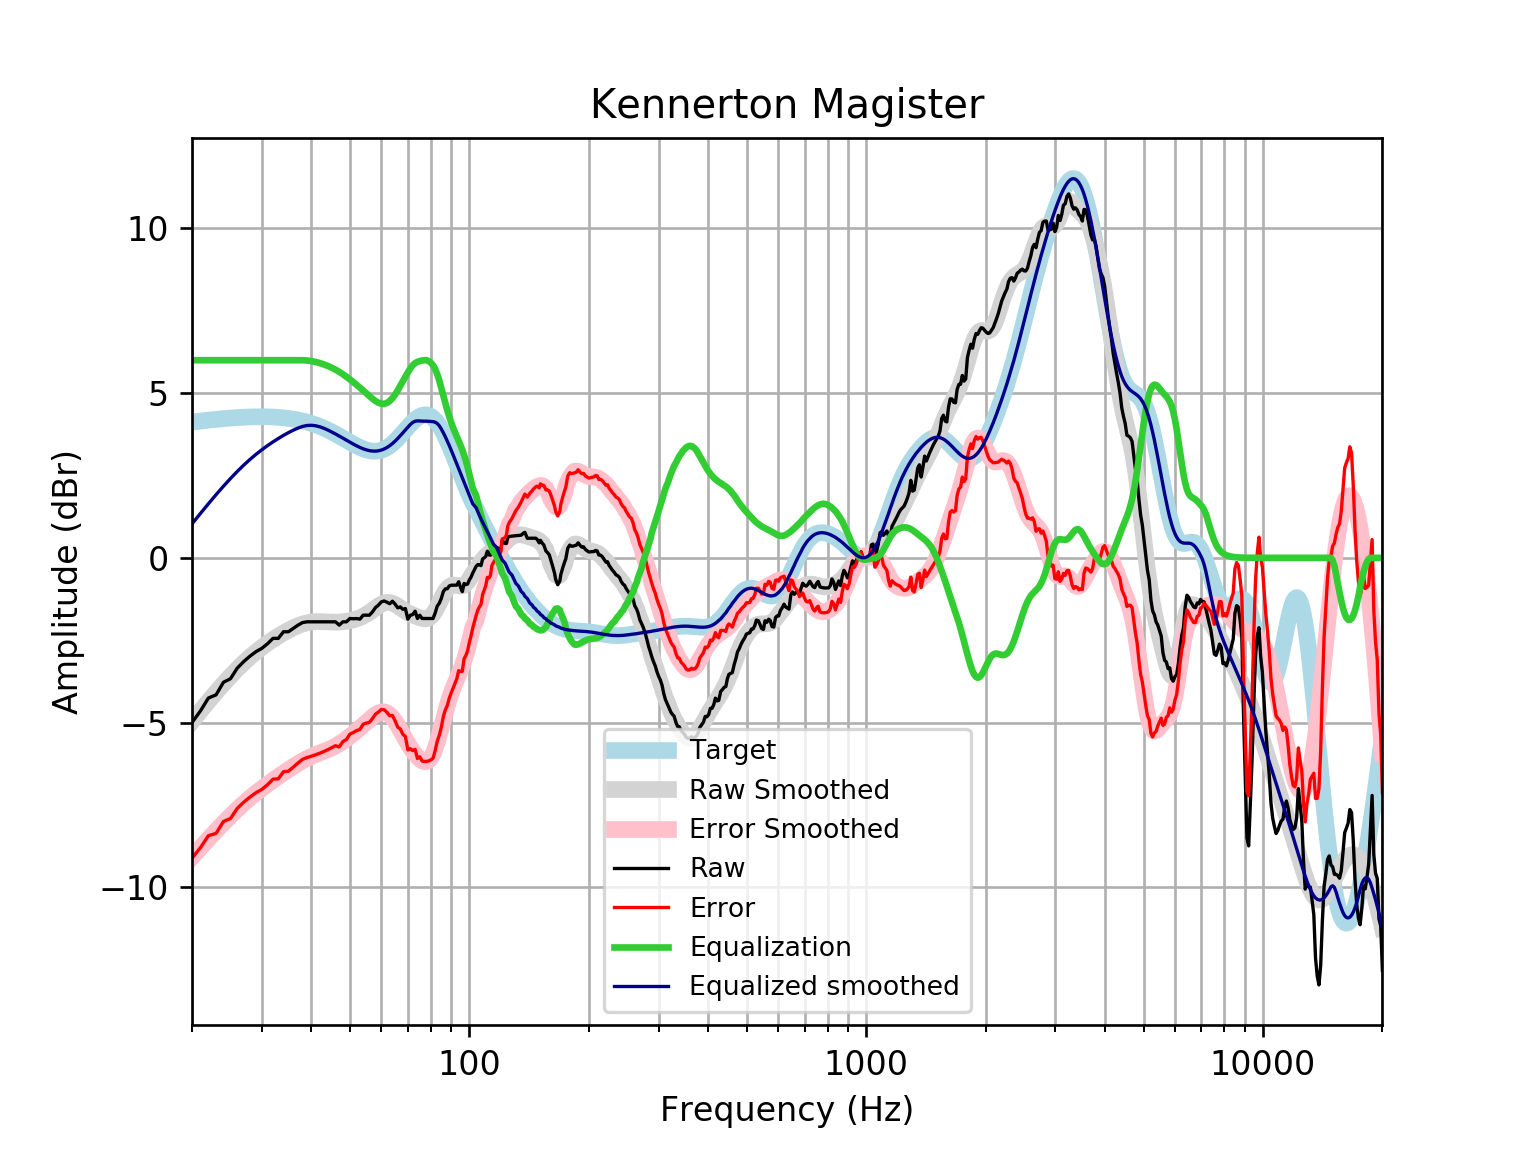 Kennerton Magister
Amplitude (dBr)
10
5
0
−5
−10
Target
Raw Smoothed
Error Smoothed
Raw
Error
Equalization
Equalized smoothed
100
1000
10000
Frequency (Hz)